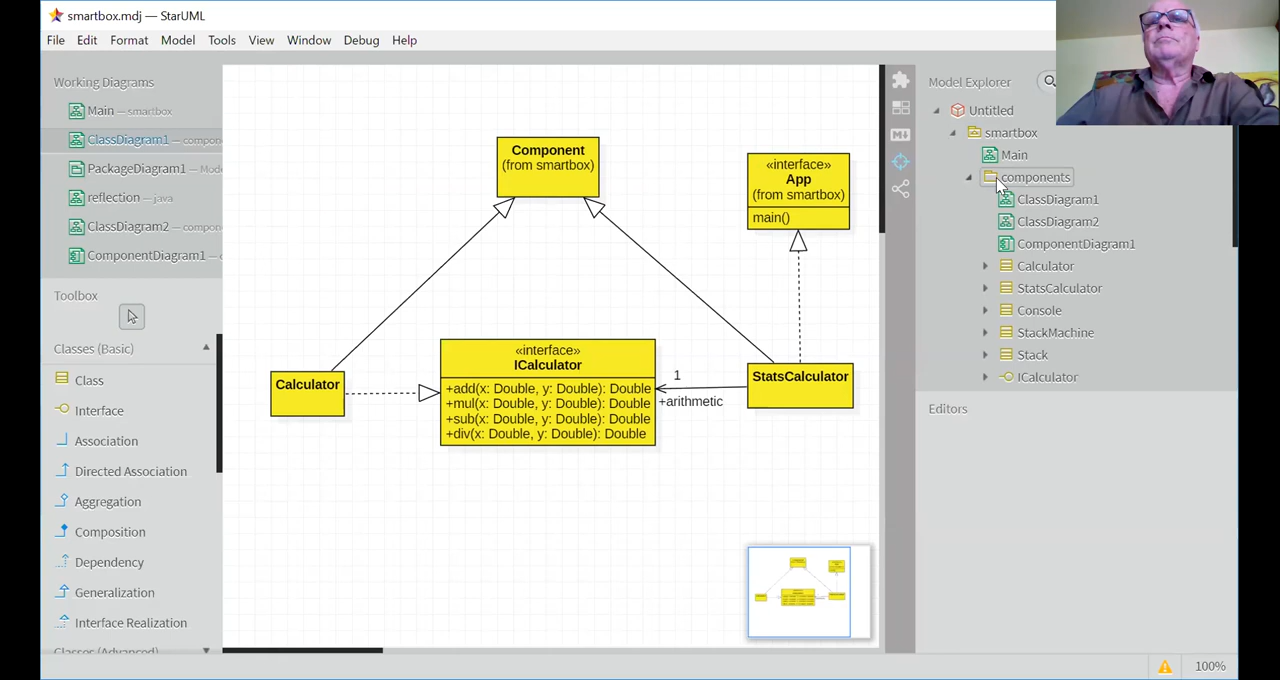 smartbox.mdj — StarUML
File Edit Format Model Tools View Window Debug Help
Working Diagrams
Main — smartbox
ClassDiagram1 — compon
PackageDiagram1 — Mod
reflection — java
ClassDiagram2 — compon
ComponentDiagram1 —
Toolbox
Classes (Basic)
Class
Interface
Association
Directed Association
Aggregation
Composition
Dependency
Generalization
Interface Realization
Classes (Advanced)
Component
(from smartbox)
«interface»
App
(from smartbox)
main()
Calculator
«interface»
ICalculator
+add(x: Double, y: Double): Double
+mul(x: Double, y: Double): Double
+sub(x: Double, y: Double): Double
+div(x: Double, y: Double): Double
1
+arithmetic
StatsCalculator
Model Explorer
Untitled
smartbox
Main
components
ClassDiagram1
ClassDiagram2
ComponentDiagram1
Calculator
StatsCalculator
Console
StackMachine
Stack
ICalculator
Editors
100%